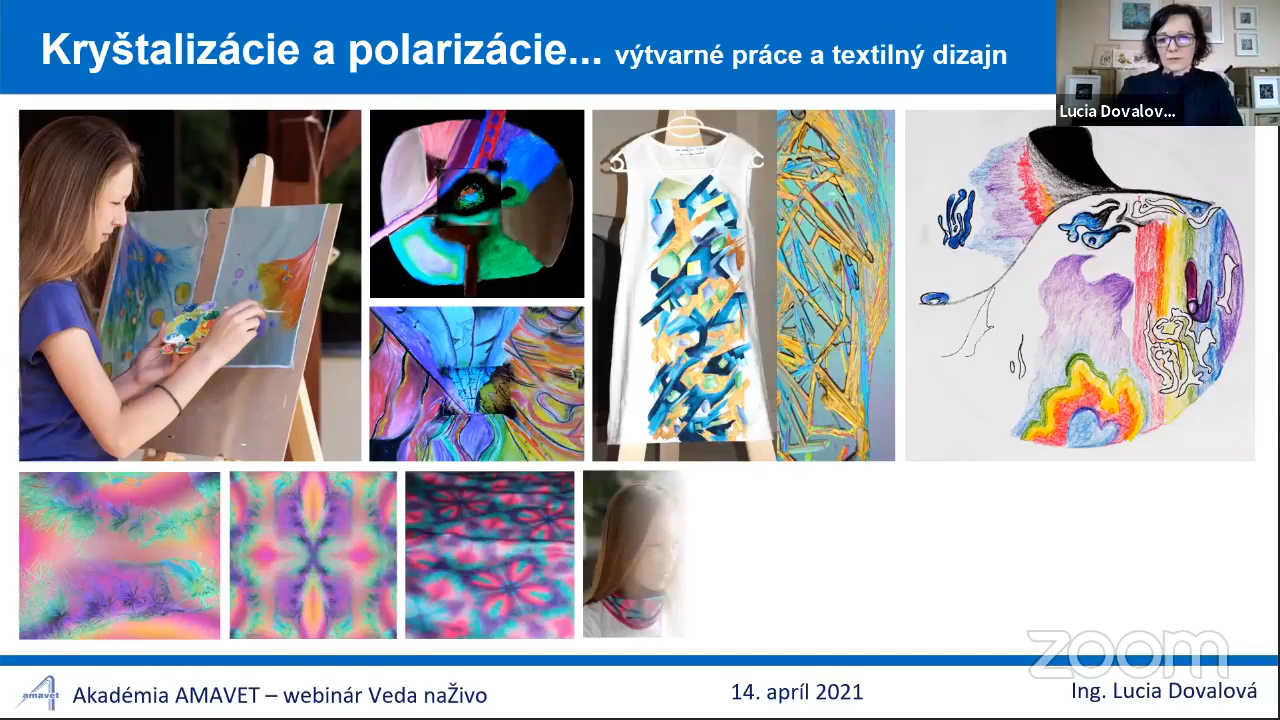 Kryštalizácie a polarizácie... výtvarné práce a textilný dizajn
Lucia Dovalov...
zoom
amavet
Akadémia AMAVET – webinár Veda naŽivo
14. apríl 2021
Ing. Lucia Dovalová